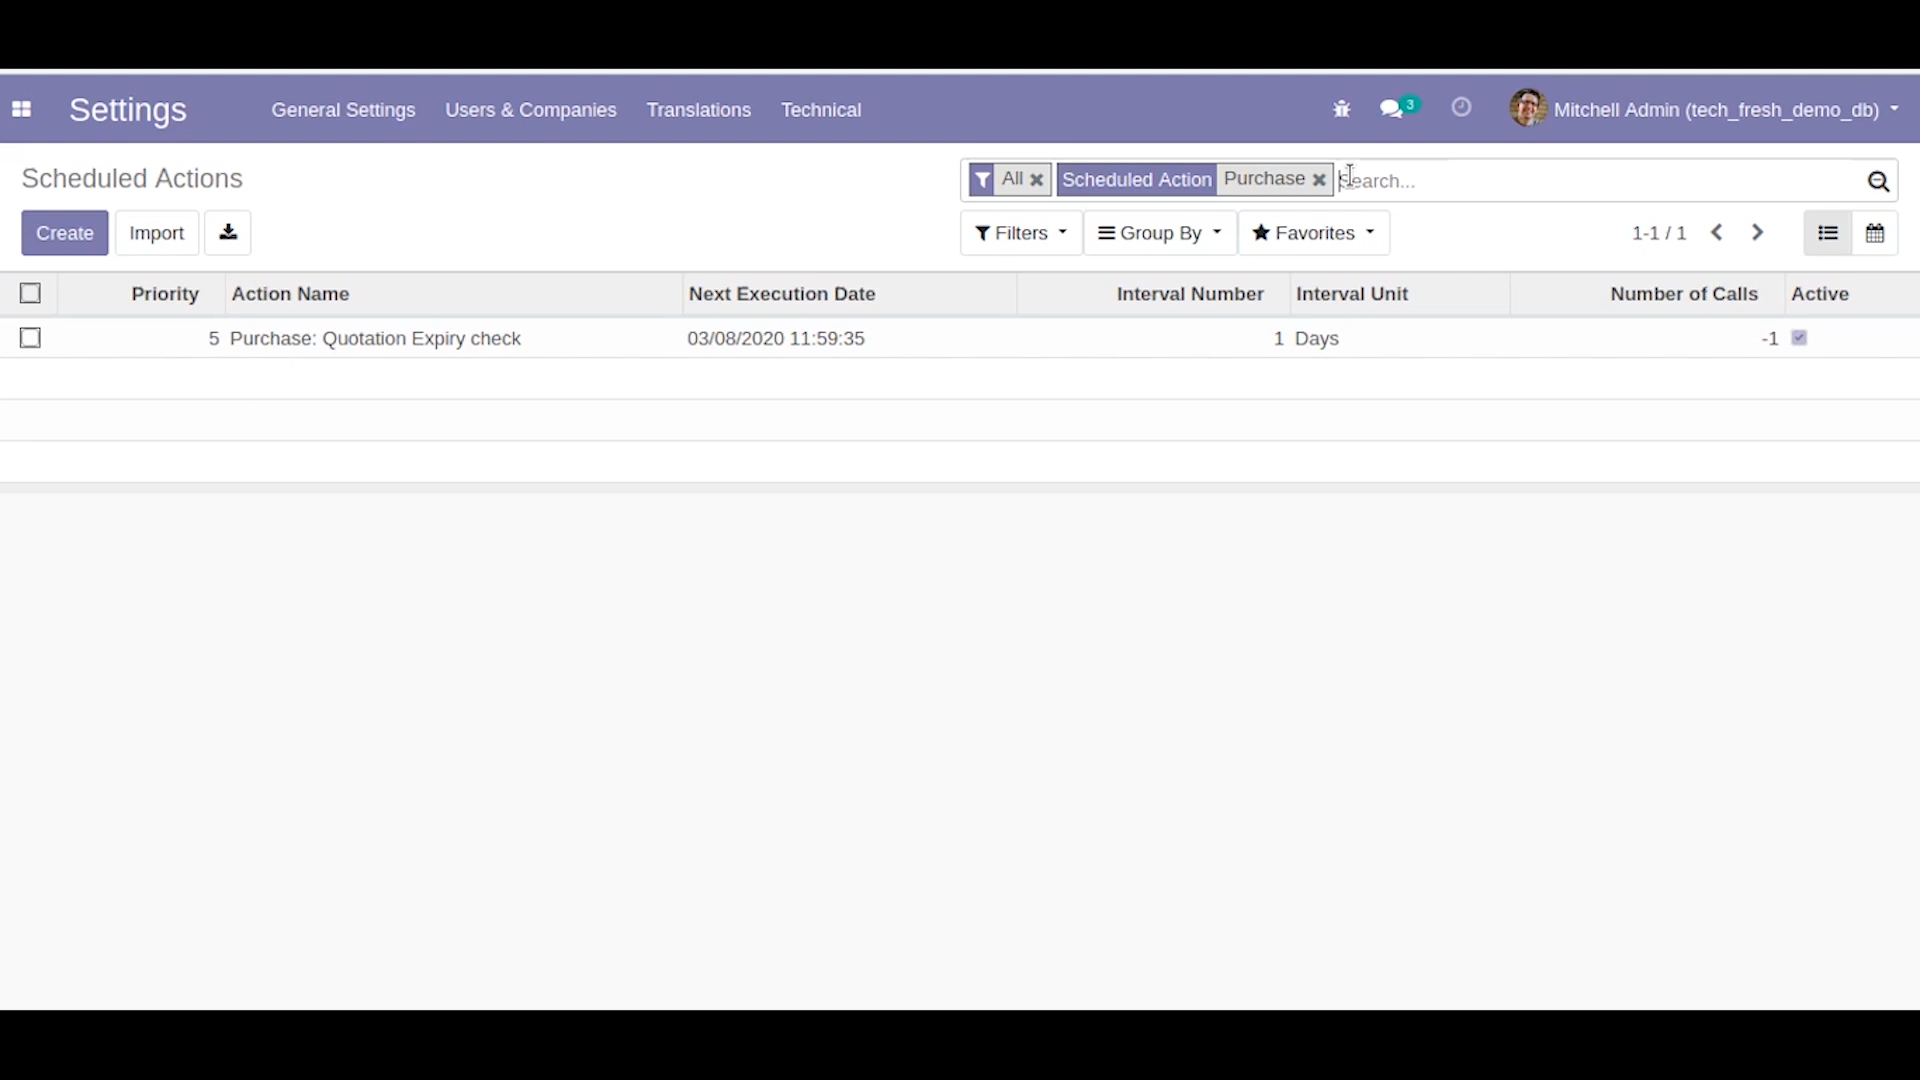 Settings General Settings Users & Companies Translations Technical 3 Mitchell Admin (tech_fresh_demo_db)
Scheduled Actions All Scheduled Action Purchase Search...
Create Import Filters Group By Favorites 1-1 / 1
Priority Action Name Next Execution Date Interval Number Interval Unit Number of Calls Active
5 Purchase: Quotation Expiry check 03/08/2020 11:59:35 1 Days -1